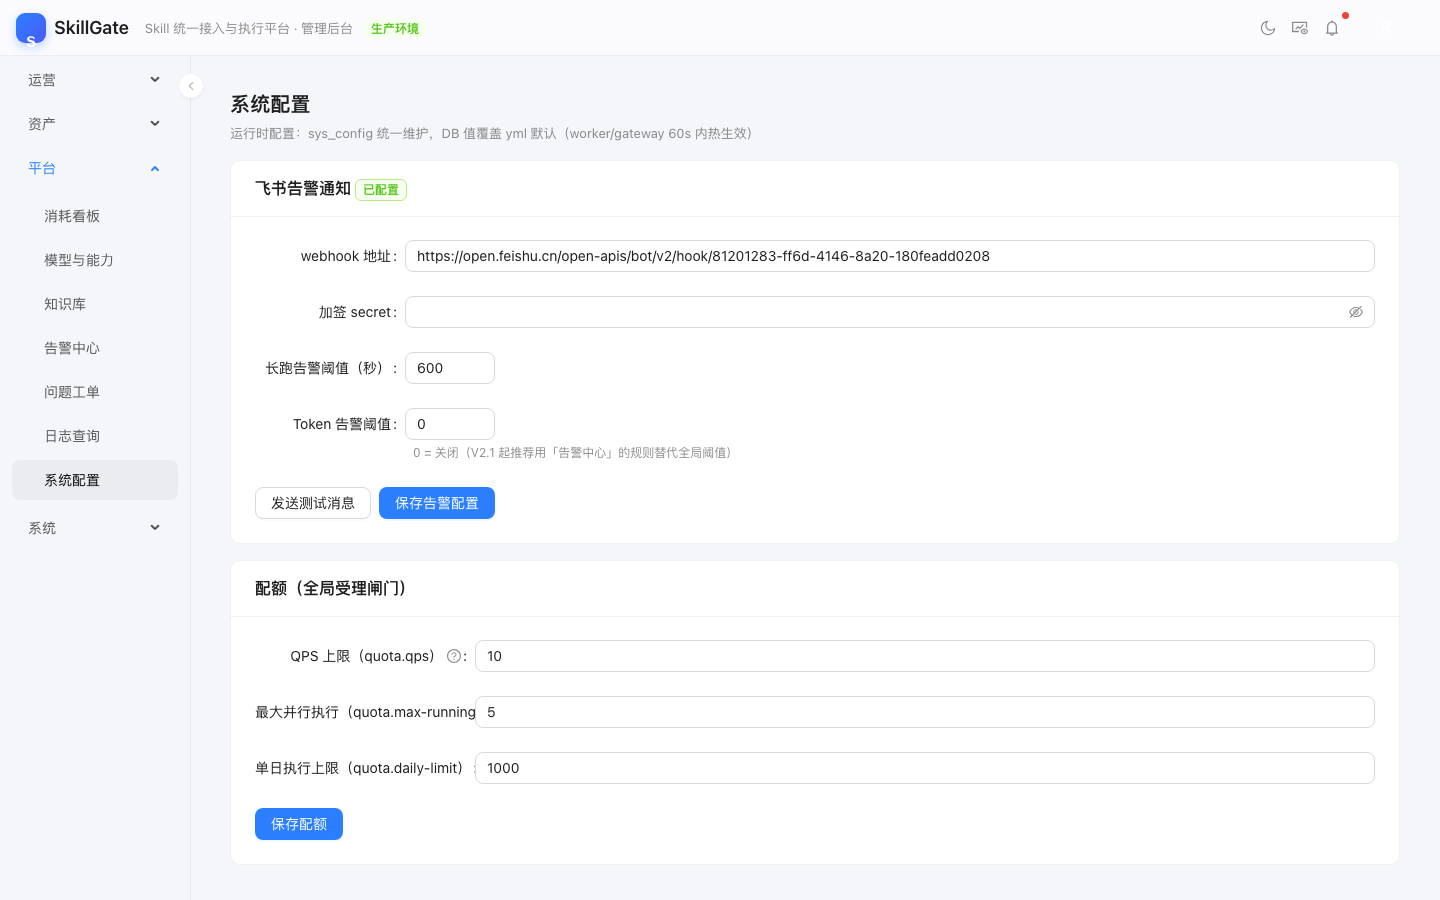 S
SkillGate
Skill 统一接入与执行平台 · 管理后台
生产环境
运营
资产
平台
消耗看板
模型与能力
知识库
告警中心
问题工单
日志查询
系统配置
系统
系统配置
运行时配置：sys_config 统一维护，DB 值覆盖 yml 默认（worker/gateway 60s 内热生效）
飞书告警通知 已配置
webhook 地址: https://open.feishu.cn/open-apis/bot/v2/hook/81201283-ff6d-4146-8a20-180feadd0208
加签 secret:
长跑告警阈值（秒）: 600
Token 告警阈值: 0
0 = 关闭（V2.1 起推荐用「告警中心」的规则替代全局阈值）
发送测试消息 保存告警配置
配额（全局受理闸门）
QPS 上限（quota.qps） ?: 10
最大并行执行（quota.max-running 5
单日执行上限（quota.daily-limit）: 1000
保存配额